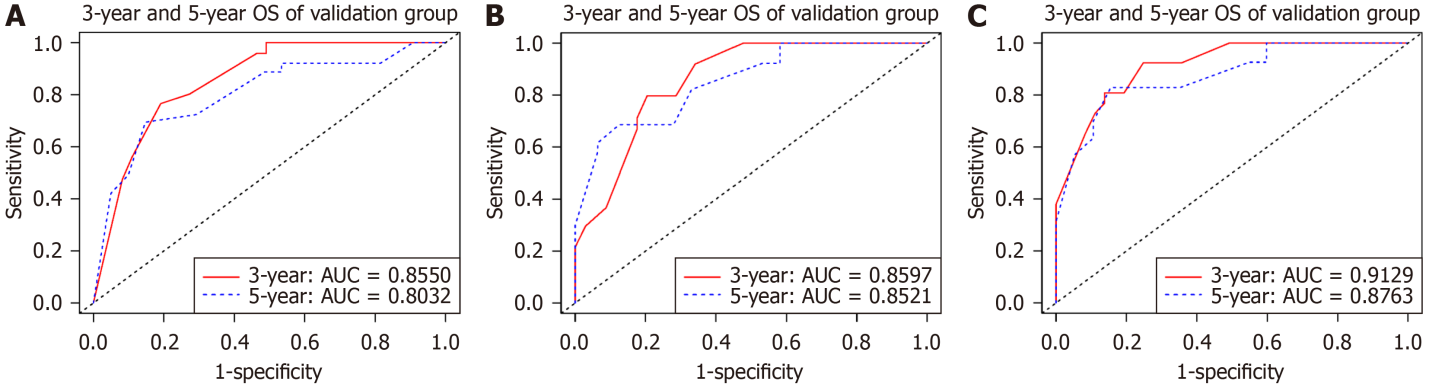 A
3-year and 5-year OS of validation group
1.0
0.8
0.6
0.4
0.2
0.0
Sensitivity
3-year: AUC = 0.8550
5-year: AUC = 0.8032
0.0 0.2 0.4 0.6 0.8 1.0
1-specificity
B
3-year and 5-year OS of validation group
1.0
0.8
0.6
0.4
0.2
0.0
Sensitivity
3-year: AUC = 0.8597
5-year: AUC = 0.8521
0.0 0.2 0.4 0.6 0.8 1.0
1-specificity
C
3-year and 5-year OS of validation group
1.0
0.8
0.6
0.4
0.2
0.0
Sensitivity
3-year: AUC = 0.9129
5-year: AUC = 0.8763
0.0 0.2 0.4 0.6 0.8 1.0
1-specificity